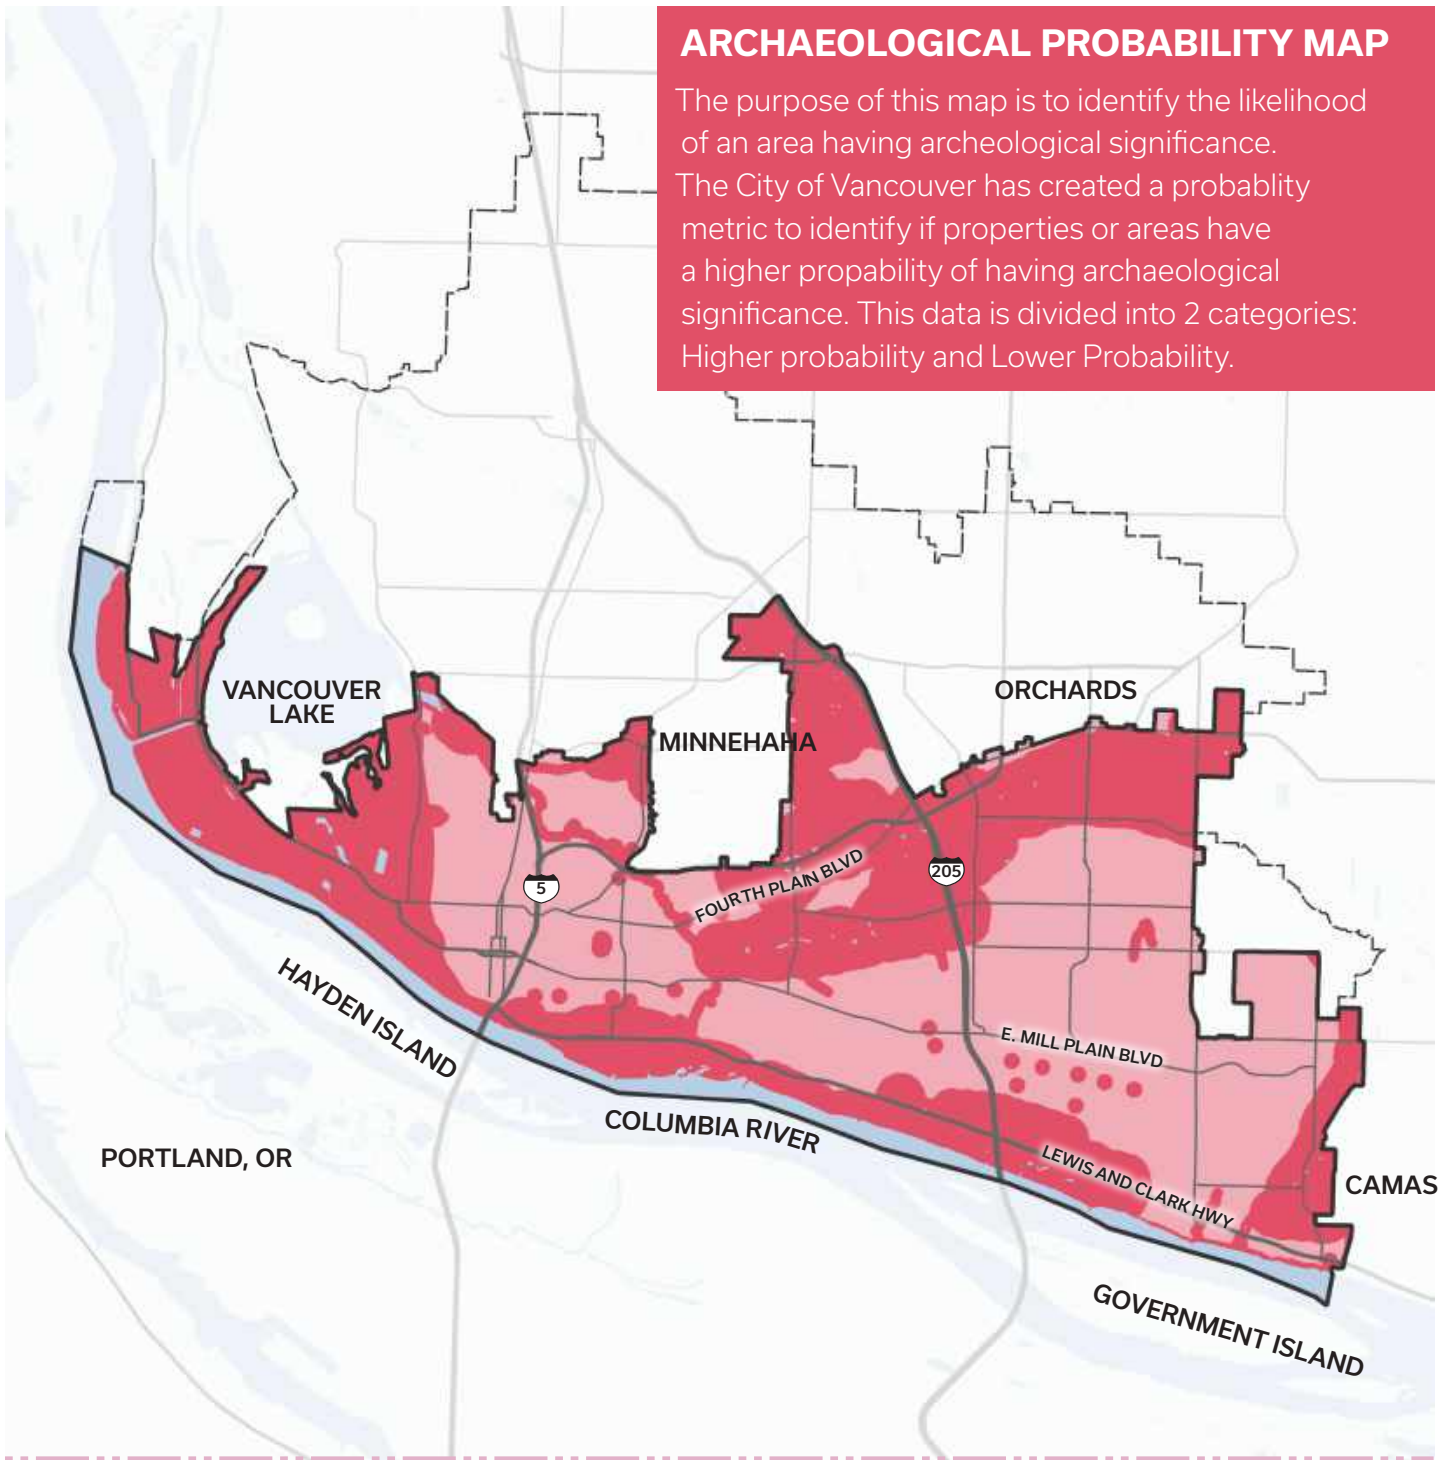 ARCHAEOLOGICAL PROBABILITY MAP
The purpose of this map is to identify the likelihood
of an area having archeological significance.
The City of Vancouver has created a probablity
metric to identify if properties or areas have
a higher propability of having archaeological
significance. This data is divided into 2 categories:
Higher probability and Lower Probability.
VANCOUVER
LAKE
ORCHARDS
MINNEHAHA
FOURTH PLAIN BLVD
205
5
HAYDEN ISLAND
E. MILL PLAIN BLVD
COLUMBIA RIVER
PORTLAND, OR
LEWIS AND CLARK HWY
CAMAS
GOVERNMENT ISLAND